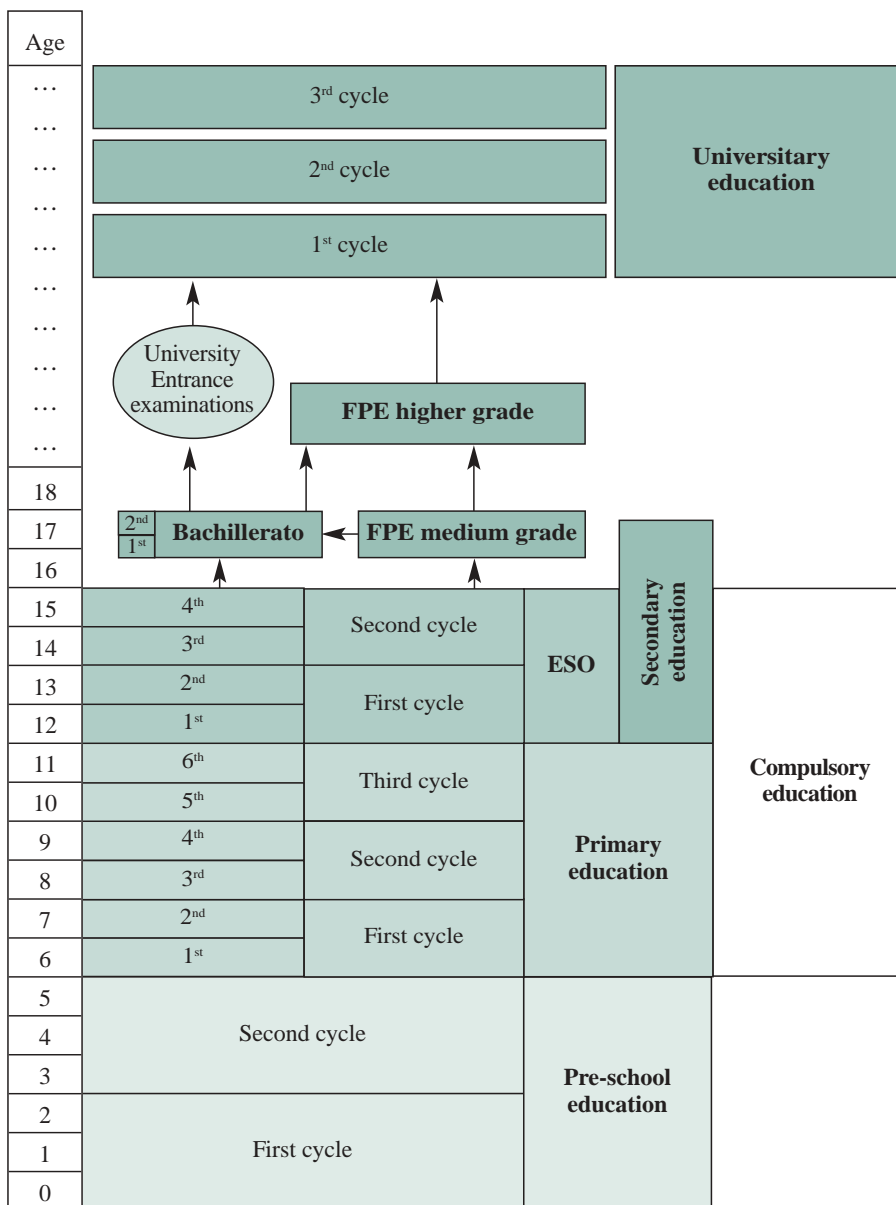 Age
…
…
…
…
…
…
…
…
…
…
18
17
16
15
14
13
12
11
10
9
8
7
6
5
4
3
2
1
0
3rd cycle
2nd cycle
1st cycle
Universitary
education
University
Entrance
examinations
FPE higher grade
2nd
1st
Bachillerato
FPE medium grade
4th
3rd
2nd
1st
6th
5th
4th
3rd
2nd
1st
Second cycle
First cycle
Third cycle
Second cycle
First cycle
ESO
Secondary
education
Primary
education
Compulsory
education
Second cycle
First cycle
Pre-school
education